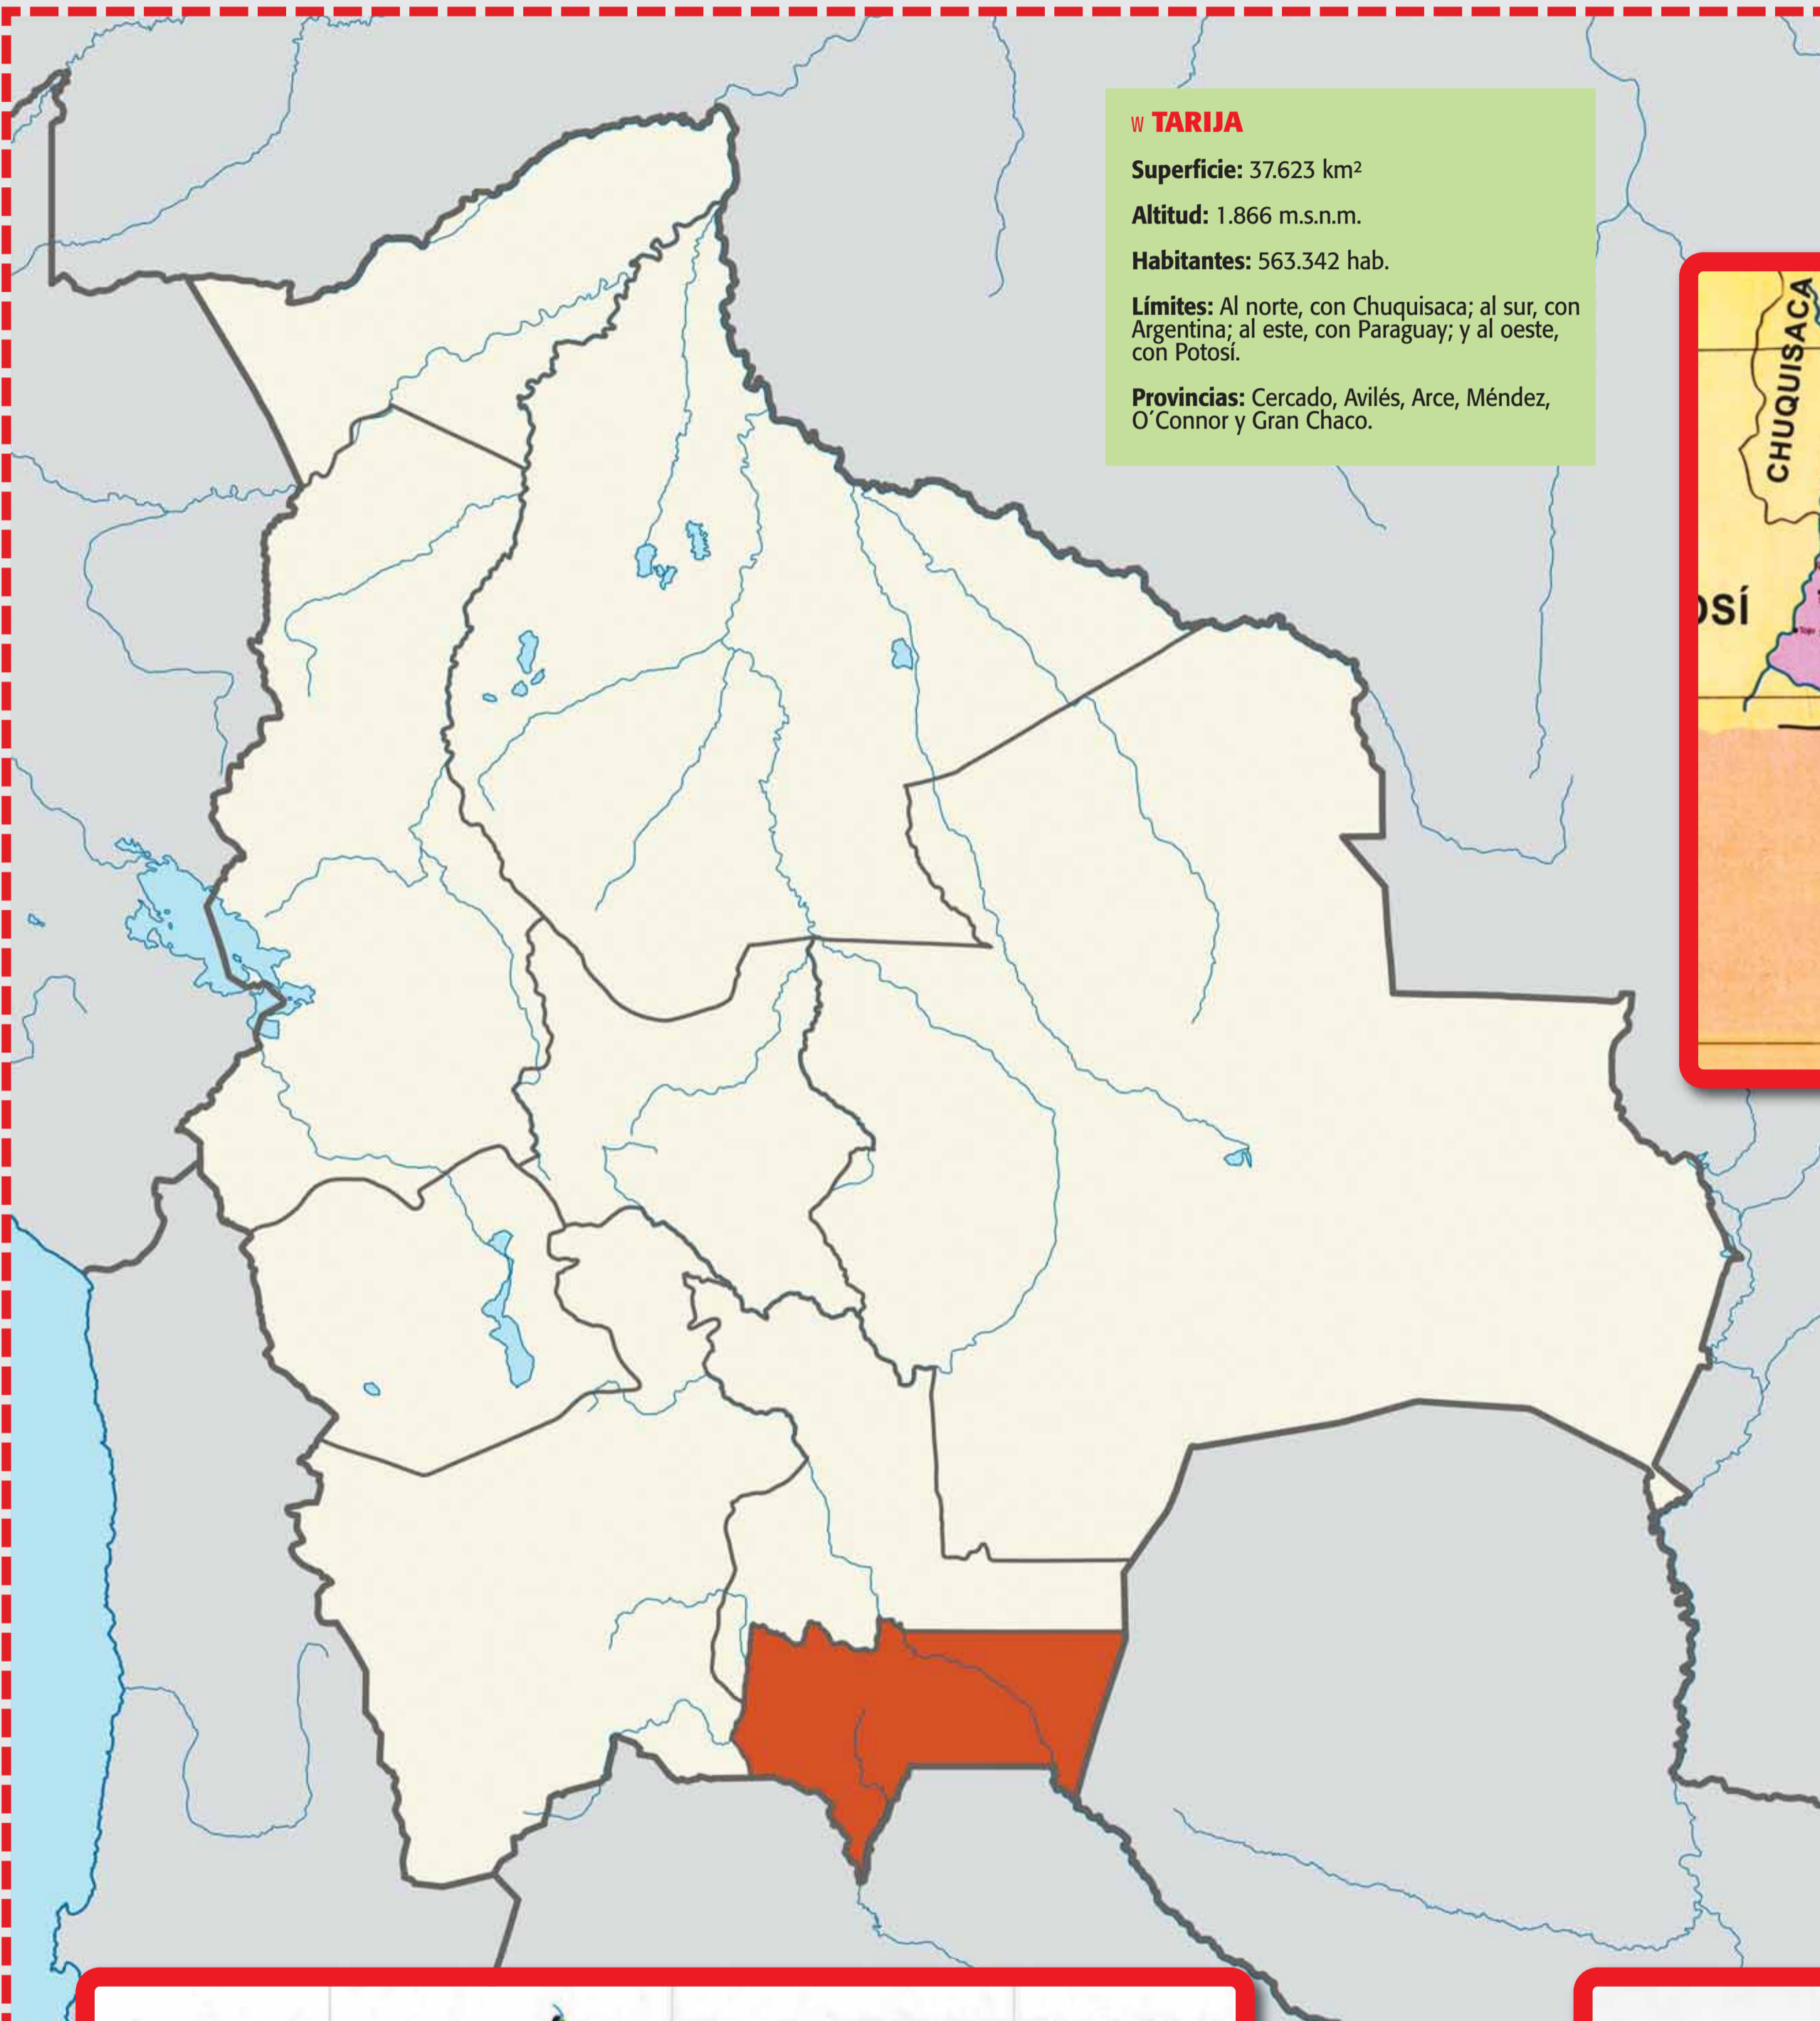 W TARIJA
Superficie: 37.623 km²
Altitud: 1.866 m.s.n.m.
Habitantes: 563.342 hab.
Límites: Al norte, con Chuquisaca; al sur, con
Argentina; al este, con Paraguay; y al oeste,
con Potosí.
Provincias: Cercado, Avilés, Arce, Méndez,
O´Connor y Gran Chaco.
CHUQUISACA
OSÍ